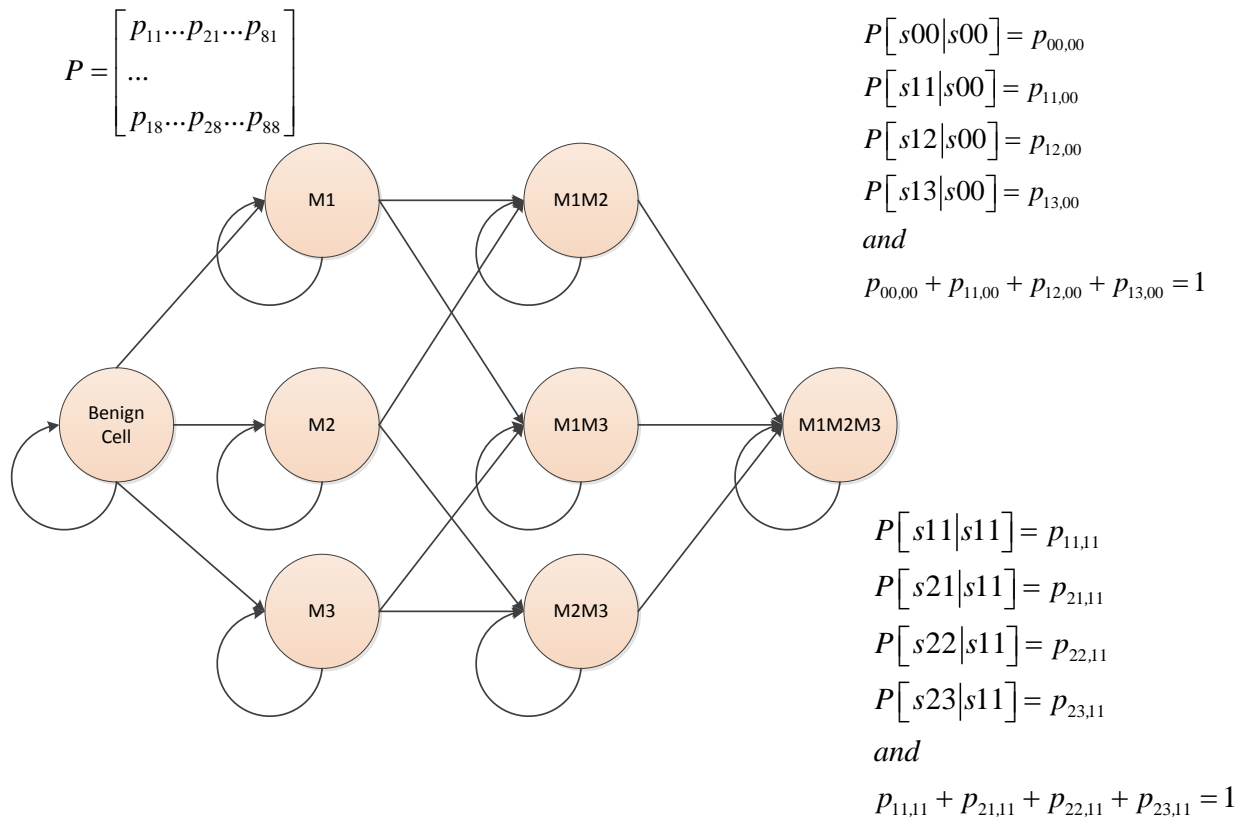 P = [ p₁₁...p₂₁...p₈₁
...
p₁₈...p₂₈...p₈₈ ]
P[s00|s00] = p₀₀,₀₀
P[s11|s00] = p₁₁,₀₀
P[s12|s00] = p₁₂,₀₀
P[s13|s00] = p₁₃,₀₀
and
p₀₀,₀₀ + p₁₁,₀₀ + p₁₂,₀₀ + p₁₃,₀₀ = 1
M1
M1M2
Benign
Cell
M2
M1M3
M1M2M3
M3
M2M3
P[s11|s11] = p₁₁,₁₁
P[s21|s11] = p₂₁,₁₁
P[s22|s11] = p₂₂,₁₁
P[s23|s11] = p₂₃,₁₁
and
p₁₁,₁₁ + p₂₁,₁₁ + p₂₂,₁₁ + p₂₃,₁₁ = 1